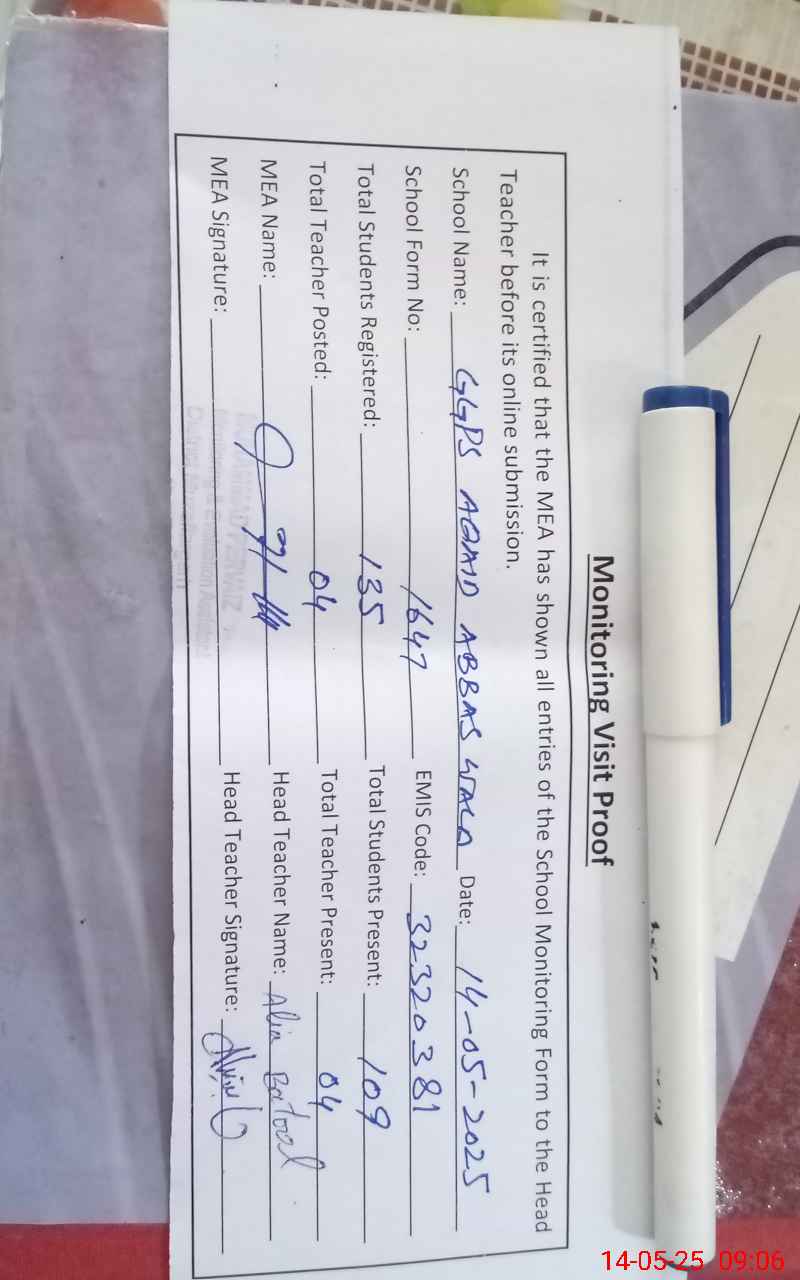 Monitoring Visit Proof
It is certified that the MEA has shown all entries of the School Monitoring Form to the Head
Teacher before its online submission.
School Name: GGPS AQAID ABBAS WALA Date: 14-05-2025
School Form No: 1647 EMIS Code: 32320381
Total Students Registered: 135 Total Students Present: 109
Total Teacher Posted: 04 Total Teacher Present: 04
MEA Name: Head Teacher Name: Alia Batool
MEA Signature: Head Teacher Signature:
14-05-25 09:06